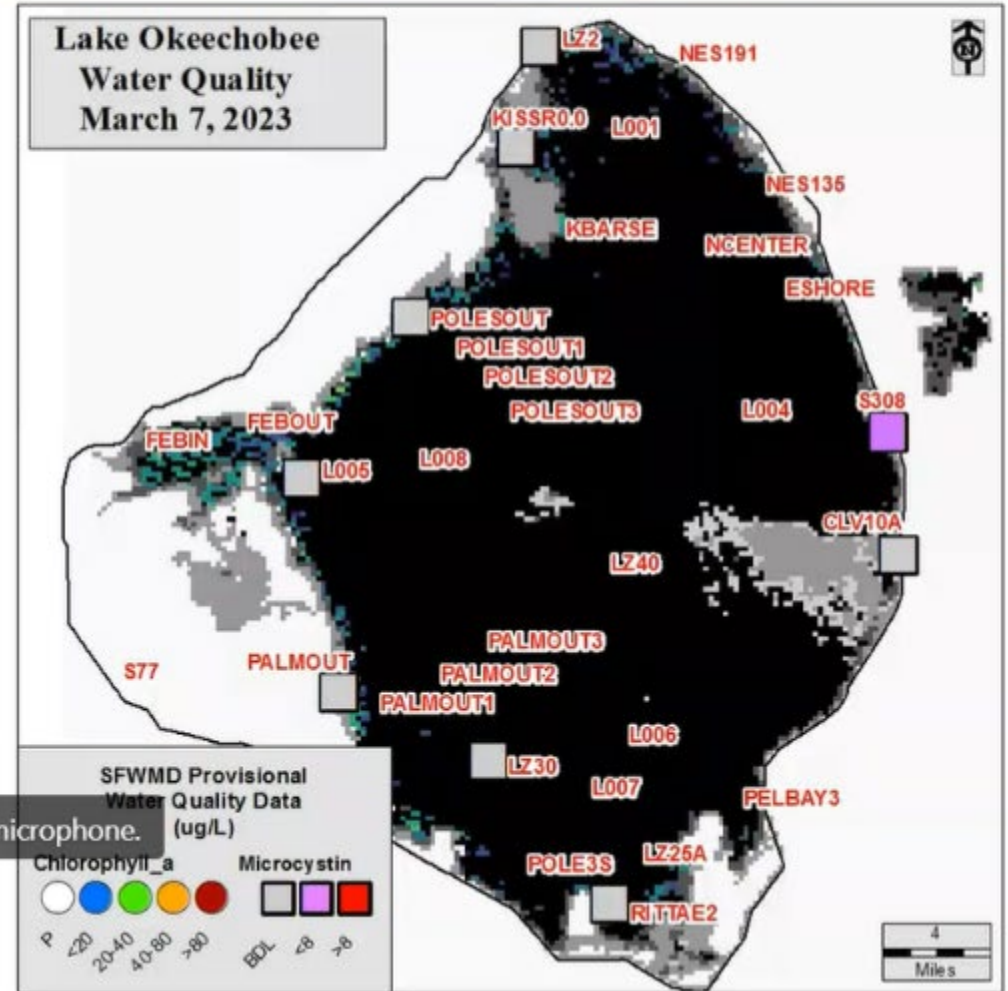 Lake Okeechobee
Water Quality
March 7, 2023
N
LZ2
NES191
KISSR0.0
L001
NES135
KBARSE
NCENTER
ESHORE
POLESOUT
POLESOUT1
POLESOUT2
POLESOUT3
L004
S308
FEBOUT
FEBIN
L005
L008
CLV10A
LZ40
PALMOUT3
PALMOUT
S77
PALMOUT2
PALMOUT1
L006
LZ30
L007
PELBAY3
POLE3S
LZ25A
RITTAE2
SFWMD Provisional
Water Quality Data
(ug/L)
microphone.
Chlorophyll_a
Microcystin
P <20 20-40 40-80 >80
BDL <8 >8
4
Miles